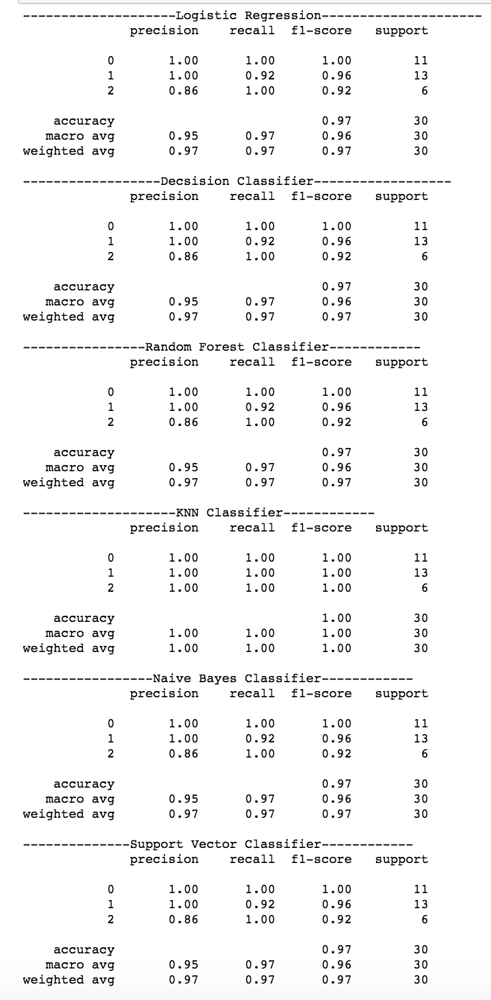 --------------------Logistic Regression---------------------
              precision    recall  f1-score   support

           0       1.00      1.00      1.00        11
           1       1.00      0.92      0.96        13
           2       0.86      1.00      0.92         6

    accuracy                           0.97        30
   macro avg       0.95      0.97      0.96        30
weighted avg       0.97      0.97      0.97        30

------------------Decsision Classifier------------------
              precision    recall  f1-score   support

           0       1.00      1.00      1.00        11
           1       1.00      0.92      0.96        13
           2       0.86      1.00      0.92         6

    accuracy                           0.97        30
   macro avg       0.95      0.97      0.96        30
weighted avg       0.97      0.97      0.97        30

----------------Random Forest Classifier------------
              precision    recall  f1-score   support

           0       1.00      1.00      1.00        11
           1       1.00      0.92      0.96        13
           2       0.86      1.00      0.92         6

    accuracy                           0.97        30
   macro avg       0.95      0.97      0.96        30
weighted avg       0.97      0.97      0.97        30

--------------------KNN Classifier------------
              precision    recall  f1-score   support

           0       1.00      1.00      1.00        11
           1       1.00      1.00      1.00        13
           2       1.00      1.00      1.00         6

    accuracy                           1.00        30
   macro avg       1.00      1.00      1.00        30
weighted avg       1.00      1.00      1.00        30

-----------------Naive Bayes Classifier------------
              precision    recall  f1-score   support

           0       1.00      1.00      1.00        11
           1       1.00      0.92      0.96        13
           2       0.86      1.00      0.92         6

    accuracy                           0.97        30
   macro avg       0.95      0.97      0.96        30
weighted avg       0.97      0.97      0.97        30

--------------Support Vector Classifier------------
              precision    recall  f1-score   support

           0       1.00      1.00      1.00        11
           1       1.00      0.92      0.96        13
           2       0.86      1.00      0.92         6

    accuracy                           0.97        30
   macro avg       0.95      0.97      0.96        30
weighted avg       0.97      0.97      0.97        30